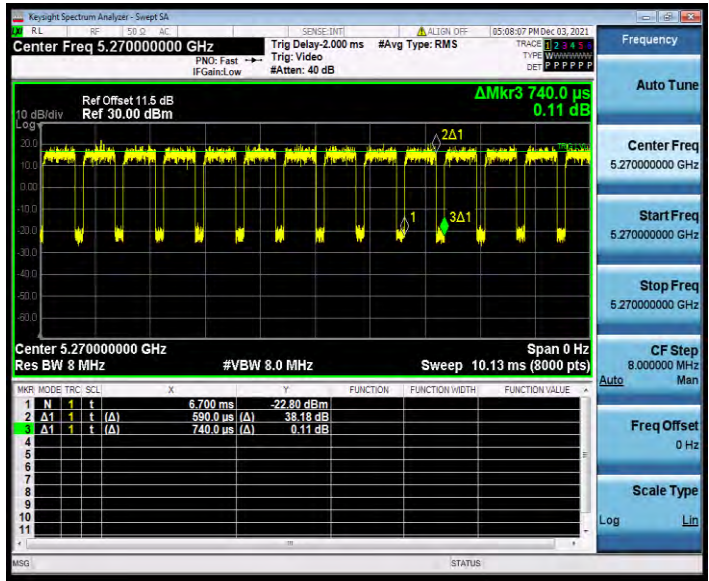 Keysight Spectrum Analyzer - Swept SA
RL RF 50 Ω AC SENSE:INT ALIGN OFF 05:08:07 PM Dec 03, 2021
Center Freq 5.270000000 GHz
PNO: Fast
IFGain:Low
Trig Delay-2.000 ms
Trig: Video
#Atten: 40 dB
#Avg Type: RMS
TRACE 1 2 3 4 5 6
TYPE WWWWWWW
DET P P P P P P
ΔMkr3 740.0 µs
0.11 dB
Ref Offset 11.5 dB
10 dB/div Ref 30.00 dBm
Log
20.0
10.0
0.00
-10.0
-20.0
-30.0
-40.0
-50.0
-60.0
2Δ1
1
3Δ1
Center 5.270000000 GHz Span 0 Hz
Res BW 8 MHz #VBW 8.0 MHz Sweep 10.13 ms (8000 pts)
MKR MODE TRC SCL X Y FUNCTION FUNCTION WIDTH FUNCTION VALUE
1 N 1 t 6.700 ms -22.80 dBm
2 Δ1 1 t (Δ) 590.0 µs (Δ) 38.18 dB
3 Δ1 1 t (Δ) 740.0 µs (Δ) 0.11 dB
4
5
6
7
8
9
10
11
MSG STATUS
Frequency
Auto Tune
Center Freq
5.270000000 GHz
Start Freq
5.270000000 GHz
Stop Freq
5.270000000 GHz
CF Step
8.000000 MHz
Auto Man
Freq Offset
0 Hz
Scale Type
Log Lin